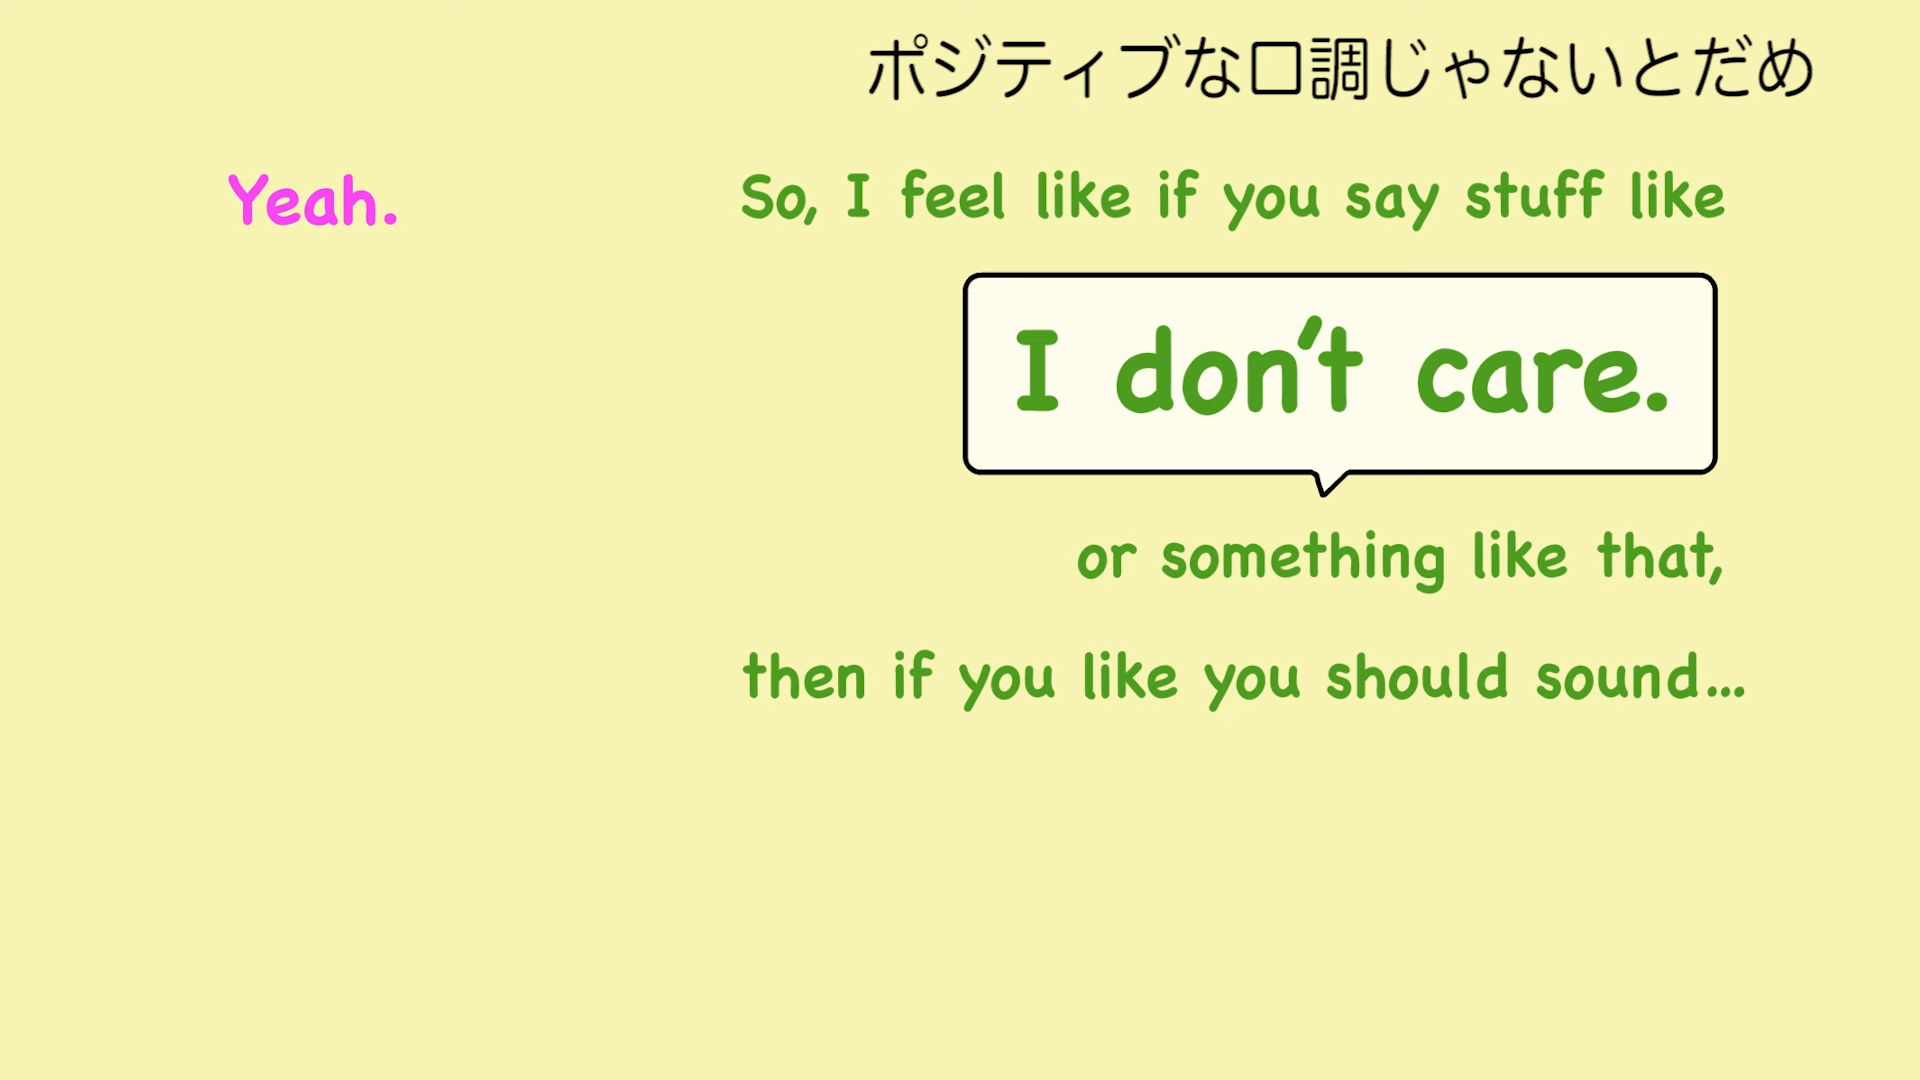 ポジティブな口調じゃないとだめ
Yeah.
So, I feel like if you say stuff like
I don't care.
or something like that,
then if you like you should sound...